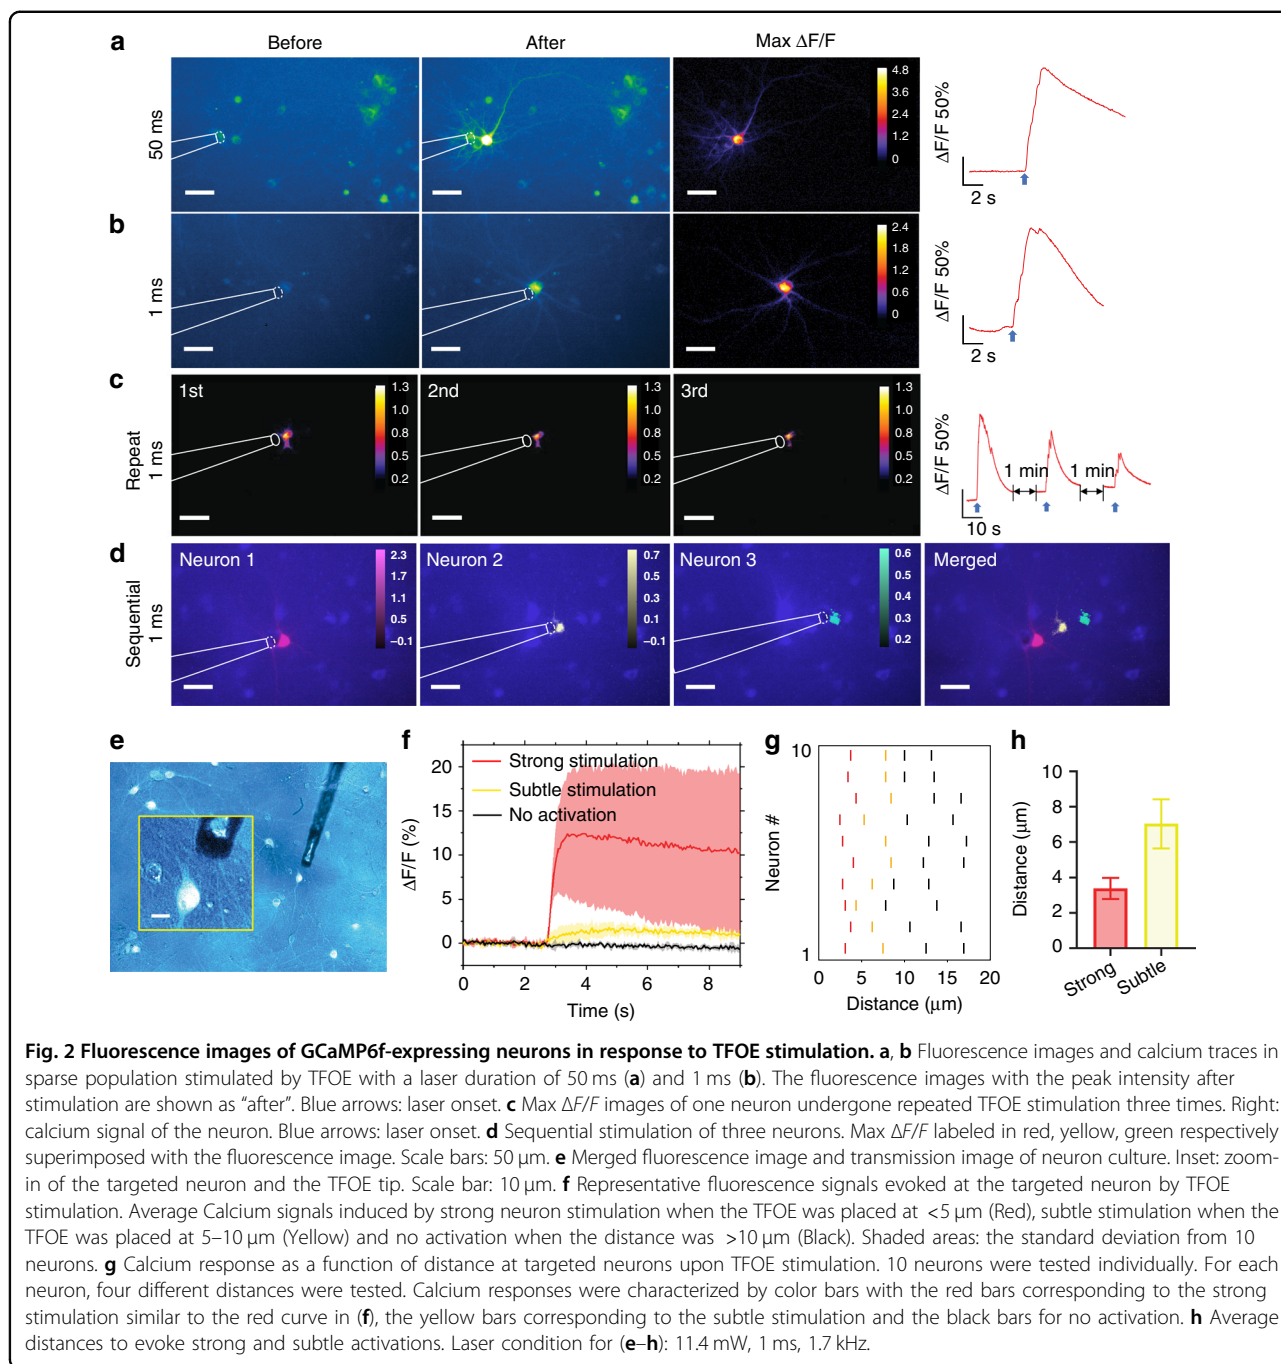 a
Before
After
Max ΔF/F
50 ms
4.8
3.6
2.4
1.2
0
ΔF/F 50%
2 s
b
1 ms
2.4
1.8
1.2
0.6
0
ΔF/F 50%
2 s
c
Repeat
1 ms
1st
1.3
1.0
0.8
0.5
0.2
2nd
1.3
1.0
0.8
0.5
0.2
3rd
1.3
1.0
0.8
0.5
0.2
ΔF/F 50%
1 min
1 min
10 s
d
Sequential
1 ms
Neuron 1
2.3
1.7
1.1
0.5
–0.1
Neuron 2
0.7
0.5
0.3
0.1
–0.1
Neuron 3
0.6
0.5
0.4
0.3
0.2
Merged
e
f
ΔF/F (%)
20
15
10
5
0
Strong stimulation
Subtle stimulation
No activation
0
2
4
6
8
Time (s)
g
Neuron #
10
1
0
5
10
15
20
Distance (μm)
h
Distance (μm)
10
8
6
4
2
0
Strong
Subtle
Fig. 2 Fluorescence images of GCaMP6f-expressing neurons in response to TFOE stimulation. a, b Fluorescence images and calcium traces in
sparse population stimulated by TFOE with a laser duration of 50 ms (a) and 1 ms (b). The fluorescence images with the peak intensity after
stimulation are shown as “after”. Blue arrows: laser onset. c Max ΔF/F images of one neuron undergone repeated TFOE stimulation three times. Right:
calcium signal of the neuron. Blue arrows: laser onset. d Sequential stimulation of three neurons. Max ΔF/F labeled in red, yellow, green respectively
superimposed with the fluorescence image. Scale bars: 50 μm. e Merged fluorescence image and transmission image of neuron culture. Inset: zoom-
in of the targeted neuron and the TFOE tip. Scale bar: 10 μm. f Representative fluorescence signals evoked at the targeted neuron by TFOE
stimulation. Average Calcium signals induced by strong neuron stimulation when the TFOE was placed at <5 μm (Red), subtle stimulation when the
TFOE was placed at 5–10 μm (Yellow) and no activation when the distance was >10 μm (Black). Shaded areas: the standard deviation from 10
neurons. g Calcium response as a function of distance at targeted neurons upon TFOE stimulation. 10 neurons were tested individually. For each
neuron, four different distances were tested. Calcium responses were characterized by color bars with the red bars corresponding to the strong
stimulation similar to the red curve in (f), the yellow bars corresponding to the subtle stimulation and the black bars for no activation. h Average
distances to evoke strong and subtle activations. Laser condition for (e–h): 11.4 mW, 1 ms, 1.7 kHz.